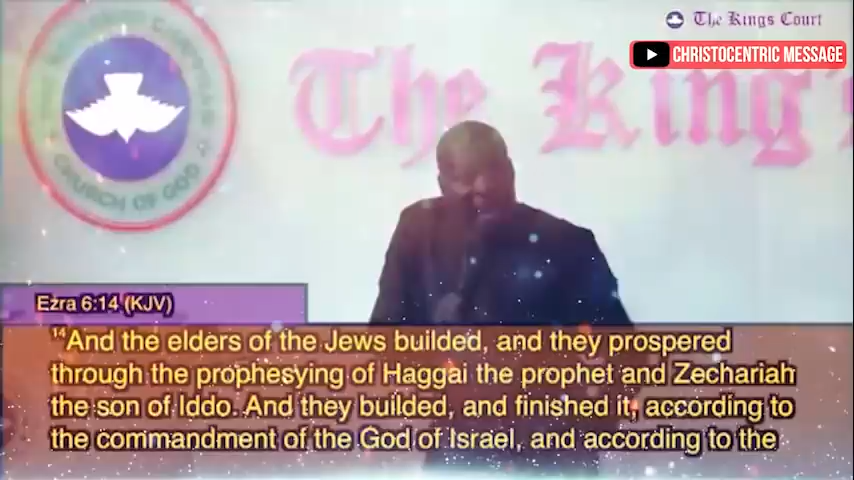 The Kings Court
CHRISTOCENTRIC MESSAGE
The King's
CHURCH OF GOD
Ezra 6:14 (KJV)
14And the elders of the Jews builded, and they prospered
through the prophesying of Haggai the prophet and Zechariah
the son of Iddo. And they builded, and finished it, according to
the commandment of the God of Israel, and according to the